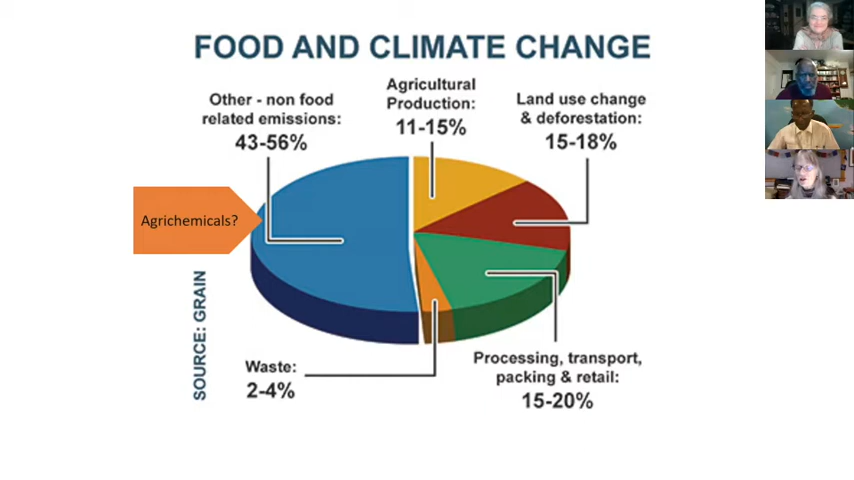 FOOD AND CLIMATE CHANGE
Other - non food
related emissions:
43-56%
Agricultural
Production:
11-15%
Land use change
& deforestation:
15-18%
Agrichemicals?
SOURCE: GRAIN
Waste:
2-4%
Processing, transport,
packing & retail:
15-20%